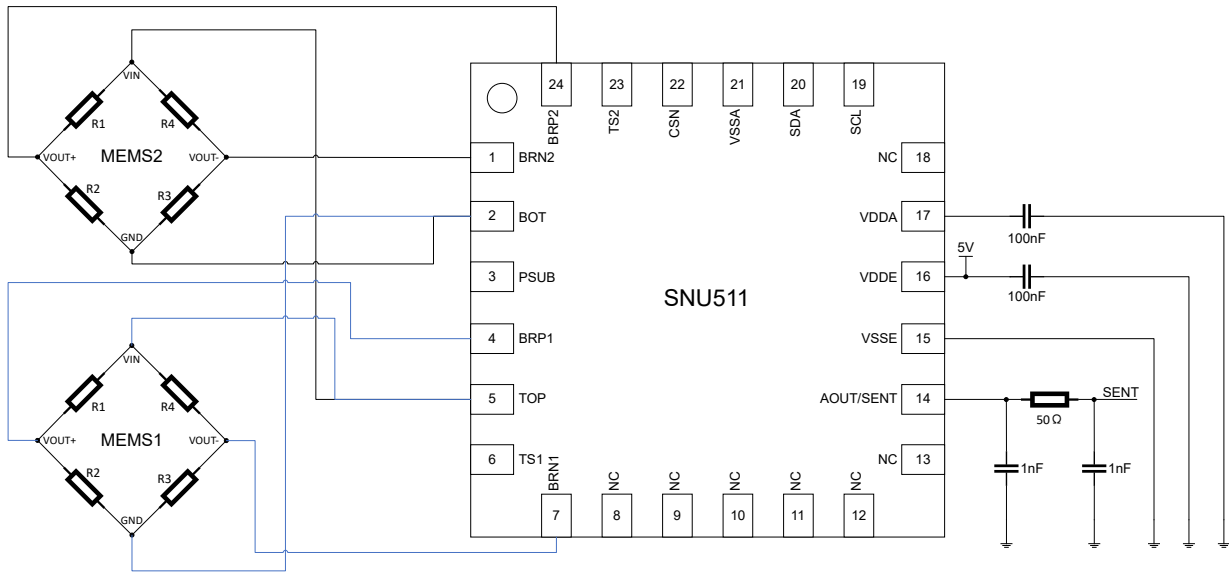 24
23
22
21
20
19
BRP2
TS2
CSN
VSSA
SDA
SCL
VIN
R1
R4
MEMS2
VOUT+
VOUT-
R2
R3
GND
1
BRN2
2
BOT
3
PSUB
4
BRP1
5
TOP
6
TS1
SNU511
NC
18
VDDA
17
100nF
5V
VDDE
16
100nF
VSSE
15
AOUT/SENT
14
50Ω
SENT
NC
13
1nF
1nF
VIN
R1
R4
MEMS1
VOUT+
VOUT-
R2
R3
GND
BRN1
NC
NC
NC
NC
NC
7
8
9
10
11
12